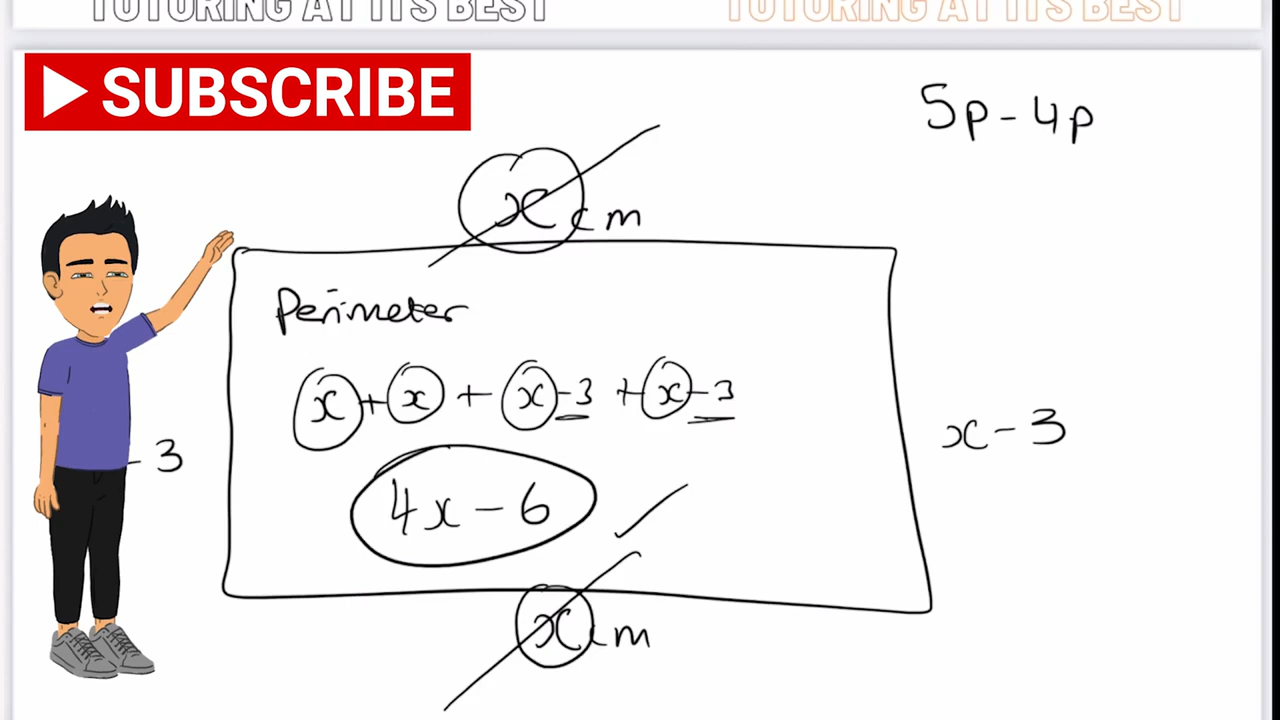 TUTORING AT ITS BEST TUTORING AT ITS BEST
SUBSCRIBE
5p - 4p
x cm
Perimeter
x + x + x - 3 + x - 3
- 3
x - 3
4x - 6
x cm